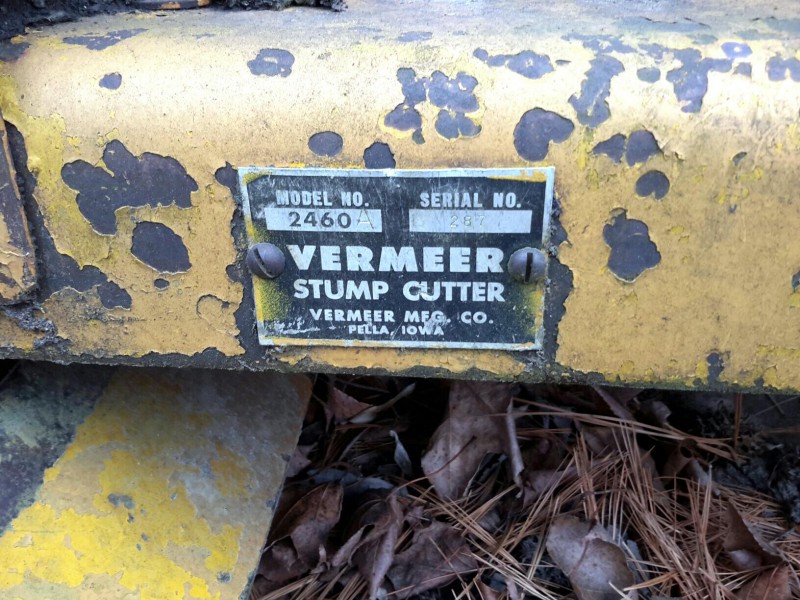 MODEL NO. SERIAL NO.
2460A 287
VERMEER
STUMP CUTTER
VERMEER MFG. CO.
PELLA, IOWA